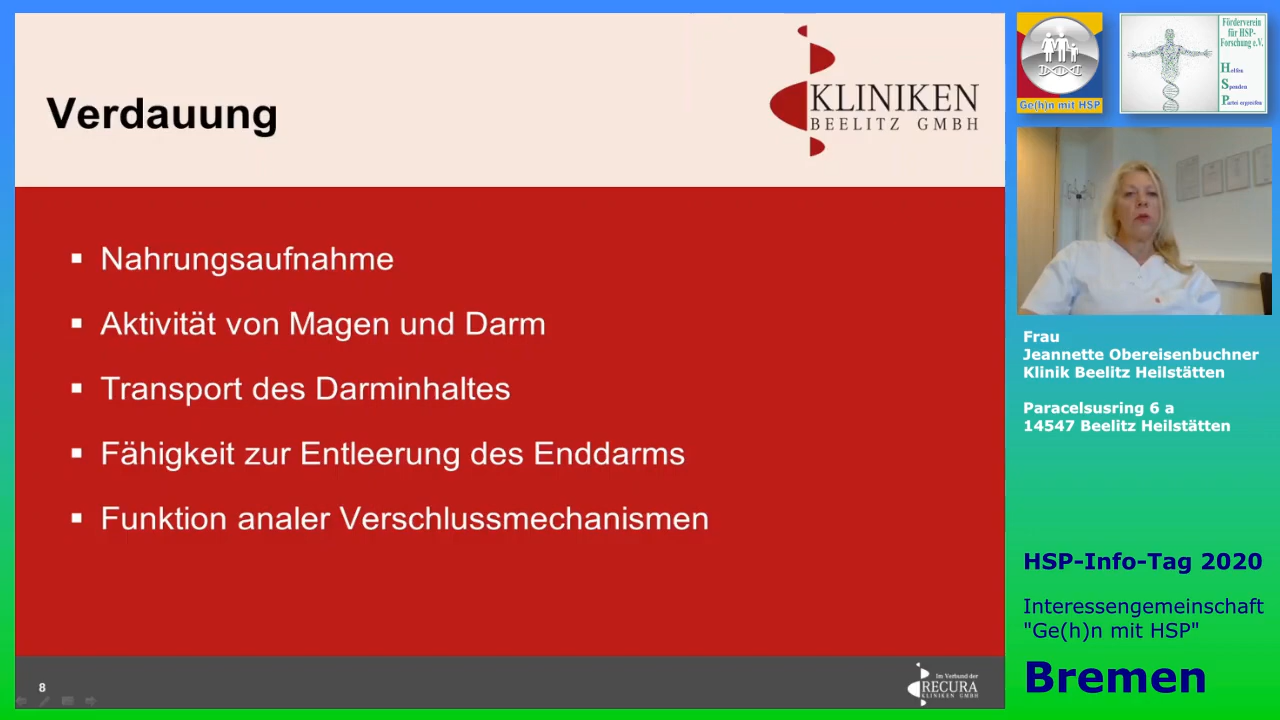 Verdauung
KLINIKEN
BEELITZ GMBH
Nahrungsaufnahme
Aktivität von Magen und Darm
Transport des Darminhaltes
Fähigkeit zur Entleerung des Enddarms
Funktion analer Verschlussmechanismen
8
Im Verbund der
RECURA
KLINIKEN GMBH
Ge(h)n mit HSP
Förderverein
für HSP-
Forschung e.V.
Helfen
Spenden
Partei ergreifen
Frau
Jeannette Obereisenbuchner
Klinik Beelitz Heilstätten
Paracelsusring 6 a
14547 Beelitz Heilstätten
HSP-Info-Tag 2020
Interessengemeinschaft
"Ge(h)n mit HSP"
Bremen